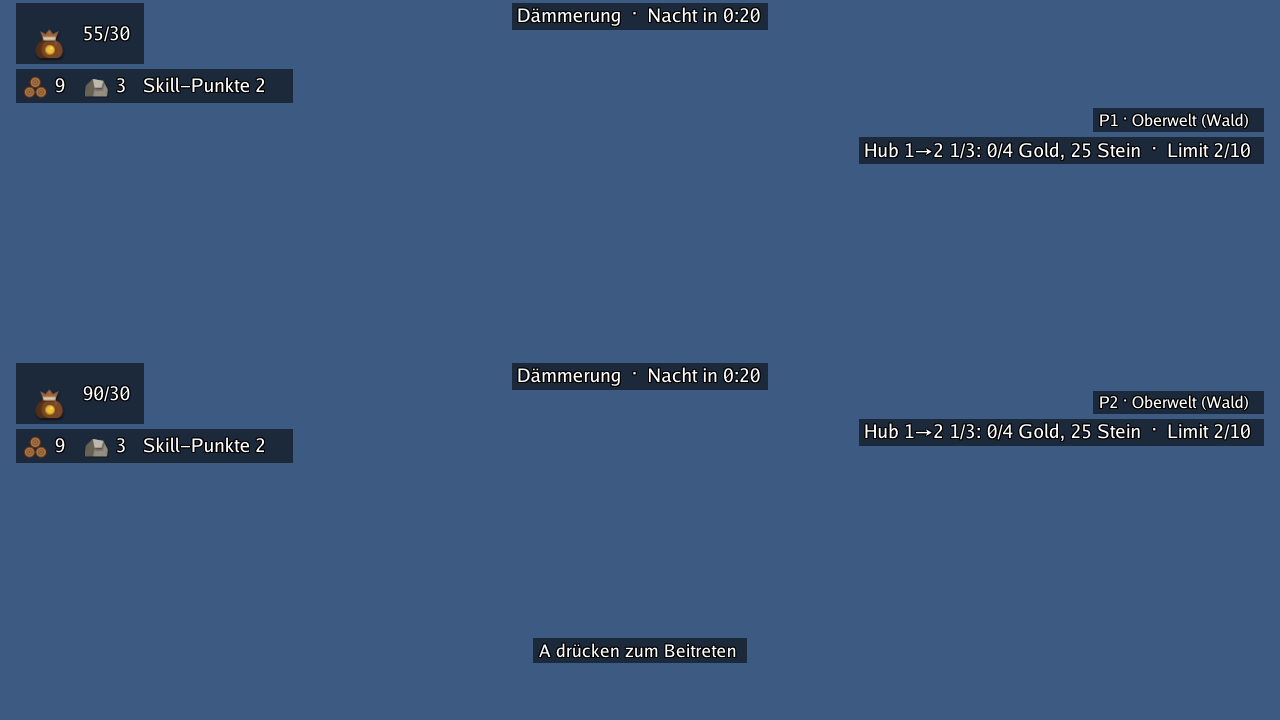 55/30
Dämmerung · Nacht in 0:20
9 3 Skill-Punkte 2
P1 · Oberwelt (Wald)
Hub 1→2 1/3: 0/4 Gold, 25 Stein · Limit 2/10
90/30
Dämmerung · Nacht in 0:20
P2 · Oberwelt (Wald)
9 3 Skill-Punkte 2
Hub 1→2 1/3: 0/4 Gold, 25 Stein · Limit 2/10
A drücken zum Beitreten